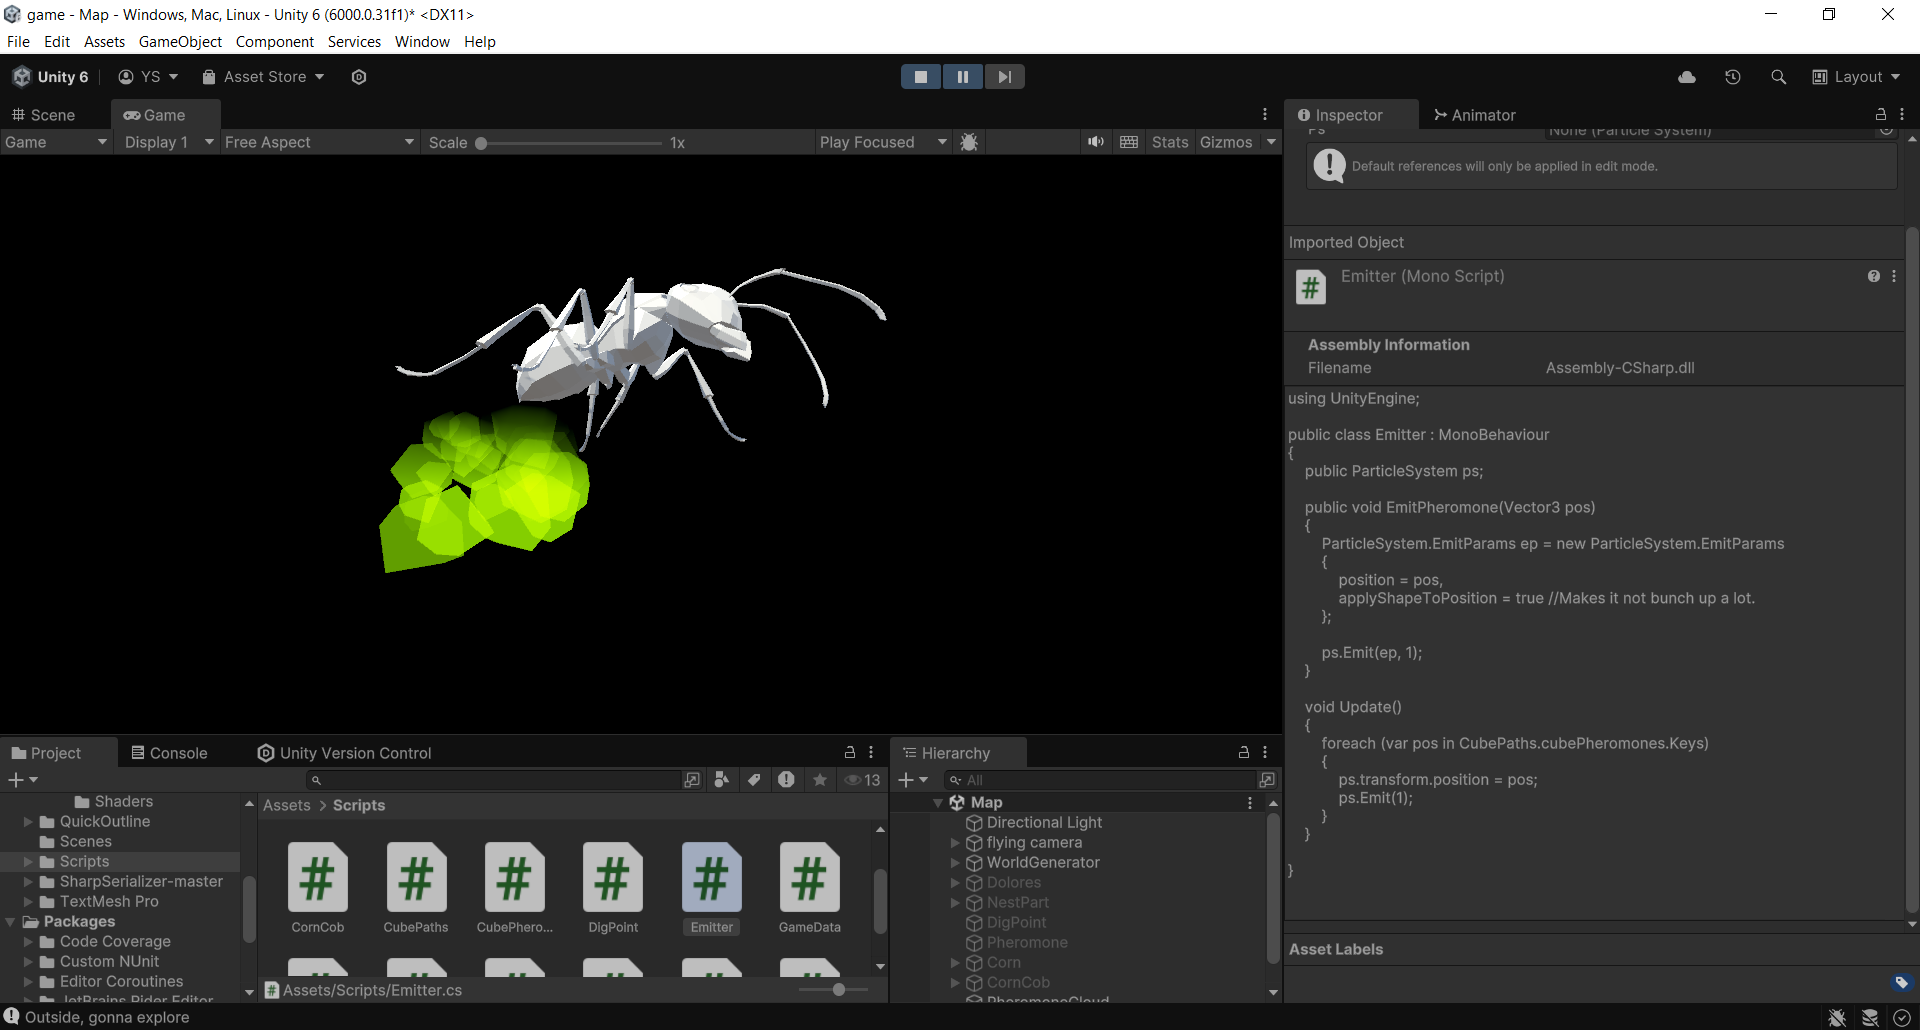 game - Map - Windows, Mac, Linux - Unity 6 (6000.0.31f1)* <DX11>
File Edit Assets GameObject Component Services Window Help
Unity 6 YS Asset Store Layout
Scene Game
Game Display 1 Free Aspect Scale 1x Play Focused Stats Gizmos
Inspector Animator
Ps None (Particle System)
Default references will only be applied in edit mode.
Imported Object
Emitter (Mono Script)
Assembly Information
Filename Assembly-CSharp.dll
using UnityEngine;
public class Emitter : MonoBehaviour
{
public ParticleSystem ps;
public void EmitPheromone(Vector3 pos)
{
ParticleSystem.EmitParams ep = new ParticleSystem.EmitParams
{
position = pos,
applyShapeToPosition = true //Makes it not bunch up a lot.
};
ps.Emit(ep, 1);
}
void Update()
{
foreach (var pos in CubePaths.cubePheromones.Keys)
{
ps.transform.position = pos;
ps.Emit(1);
}
}
}
Asset Labels
Project Console Unity Version Control
13
Shaders
QuickOutline
Scenes
Scripts
SharpSerializer-master
TextMesh Pro
Packages
Code Coverage
Custom NUnit
Editor Coroutines
JetBrains Rider Editor
Assets > Scripts
# # # # # #
CornCob CubePaths CubePhero... DigPoint Emitter GameData
Assets/Scripts/Emitter.cs
Hierarchy
All
Map
Directional Light
flying camera
WorldGenerator
Dolores
NestPart
DigPoint
Pheromone
Corn
CornCob
PheromoneCloud
Outside, gonna explore